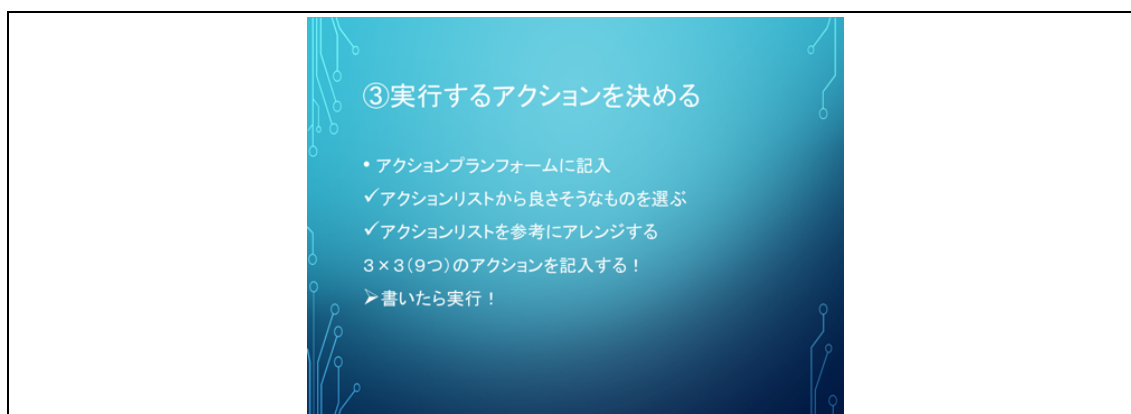 ③実行するアクションを決める
• アクションプランフォームに記入
✓アクションリストから良さそうなものを選ぶ
✓アクションリストを参考にアレンジする
3×3(9つ)のアクションを記入する！
➢書いたら実行！